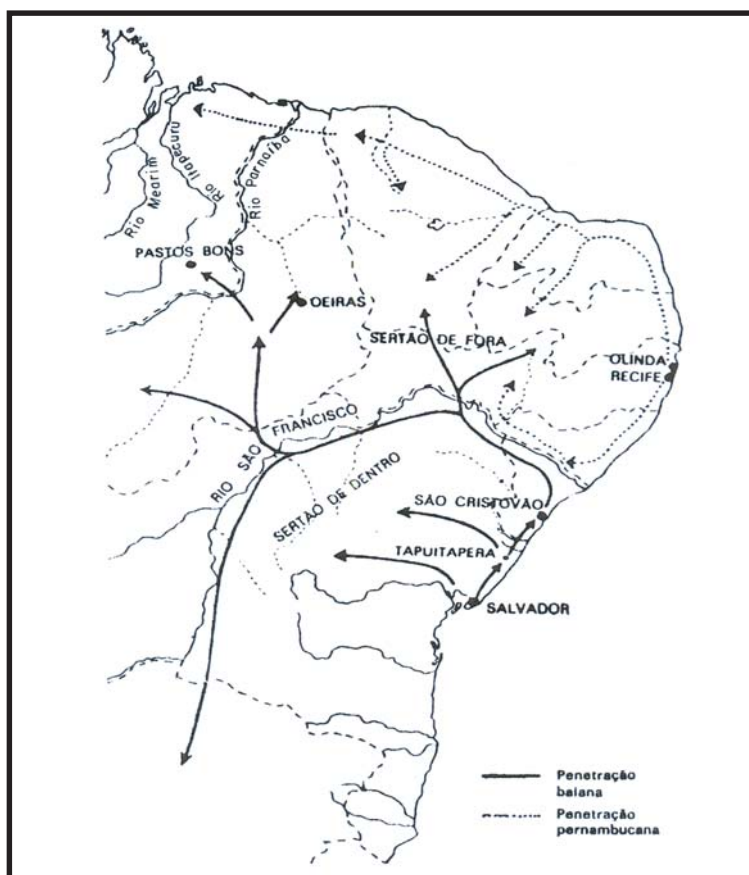 Rio Mearim
Rio Itapecuru
Rio Parnaíba
PASTOS BONS
OEIRAS
SERTÃO DE FORA
OLINDA
RECIFE
RIO SÃO FRANCISCO
SERTÃO DE DENTRO
SÃO CRISTOVÃO
TAPUITAPERA
SALVADOR
Penetração
baiana
Penetração
pernambucana